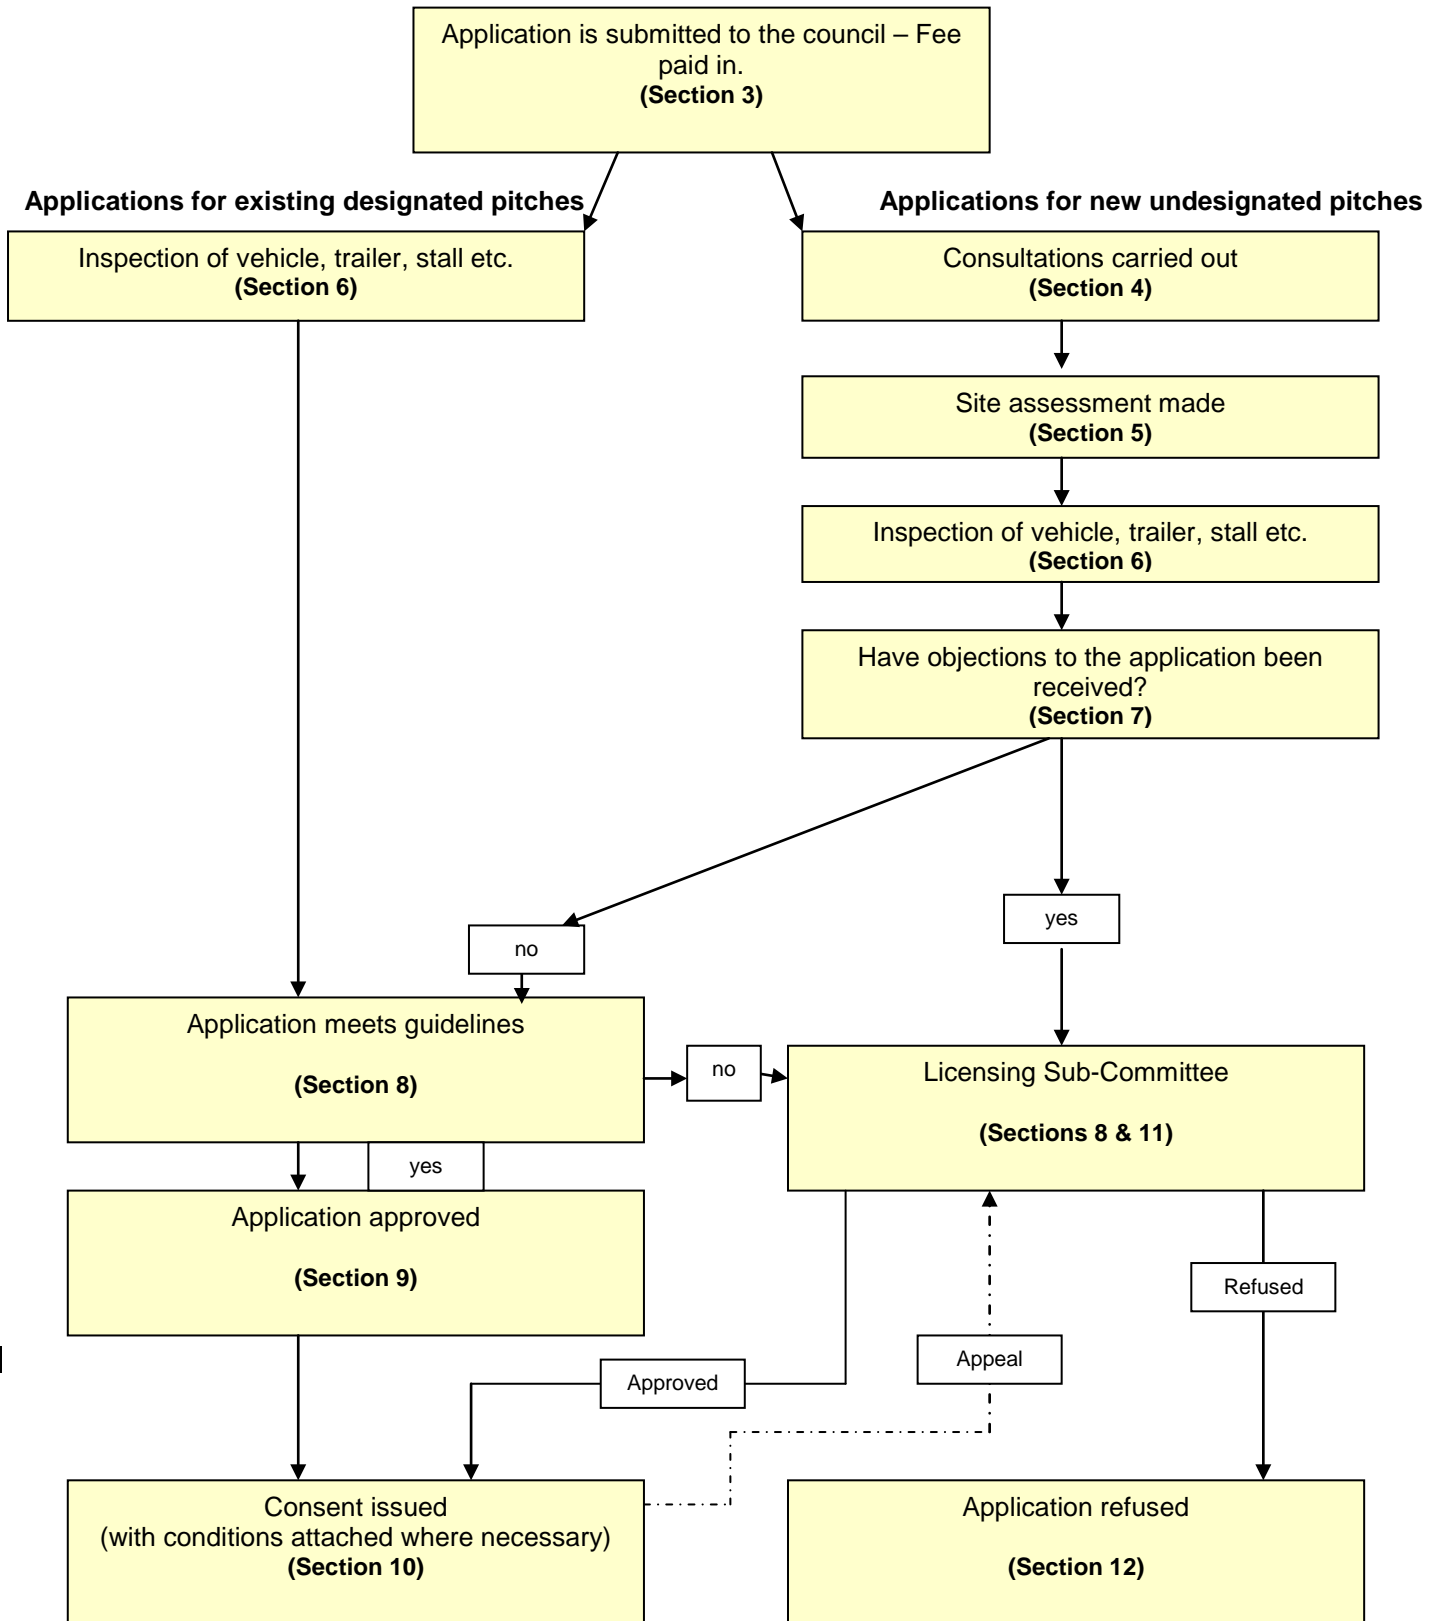 Application is submitted to the council – Fee
paid in.
(Section 3)
Applications for existing designated pitches
Applications for new undesignated pitches
Inspection of vehicle, trailer, stall etc.
(Section 6)
Consultations carried out
(Section 4)
Site assessment made
(Section 5)
Inspection of vehicle, trailer, stall etc.
(Section 6)
Have objections to the application been
received?
(Section 7)
no
yes
Application meets guidelines
(Section 8)
no
Licensing Sub-Committee
(Sections 8 & 11)
yes
Application approved
(Section 9)
Refused
Appeal
Approved
Consent issued
(with conditions attached where necessary)
(Section 10)
Application refused
(Section 12)